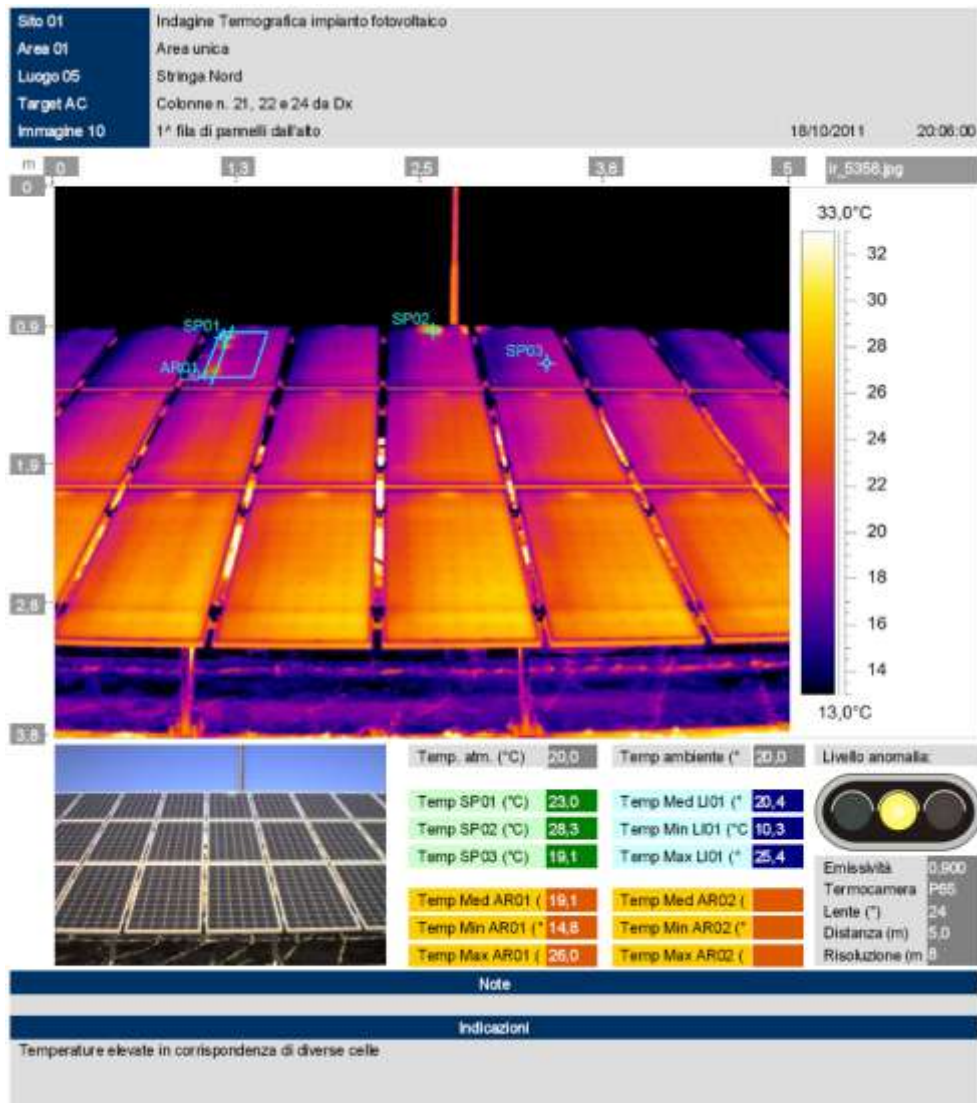 Sito 01 Indagine Termografica impianto fotovoltaico
Area 01 Area unica
Luogo 05 Stringa Nord
Target AC Colonne n. 21, 22 e 24 da Dx
Immagine 10 1^ fila di pannelli dall'alto 18/10/2011 20:06:00
m 0 1,3 2,5 3,8 5 ir_5358.jpg
0
33,0°C
32
30
0.9 SP01 SP02 SP03
28
AR01
26
24
1,9
22
20
18
2,8
16
14
13,0°C
3,8
Temp. atm. (°C) 20,0 Temp ambiente (° 20,0 Livello anomalia:
Temp SP01 (°C) 23,0 Temp Med LI01 (° 20,4
Temp SP02 (°C) 28,3 Temp Min LI01 (°C 10,3
Temp SP03 (°C) 19,1 Temp Max LI01 (° 25,4
Emissività 0,900
Termocamera P65
Temp Med AR01 ( 19,1 Temp Med AR02 (
Lente (°) 24
Temp Min AR01 (° 14,8 Temp Min AR02 (°
Distanza (m) 5,0
Temp Max AR01 ( 26,0 Temp Max AR02 (
Risoluzione (m 8
Note
Indicazioni
Temperature elevate in corrispondenza di diverse celle